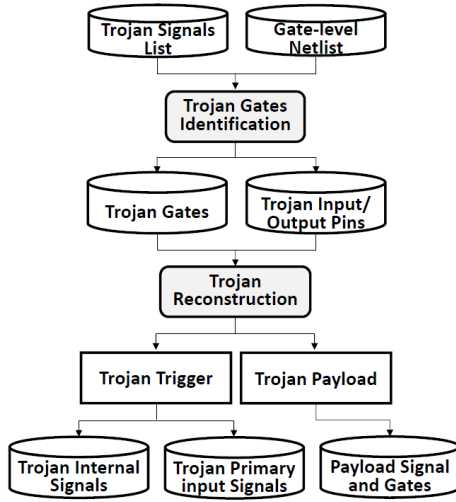 Trojan Signals
List
Gate-level
Netlist
Trojan Gates
Identification
Trojan Gates
Trojan Input/
Output Pins
Trojan
Reconstruction
Trojan Trigger
Trojan Payload
Trojan Internal
Signals
Trojan Primary
input Signals
Payload Signal
and Gates